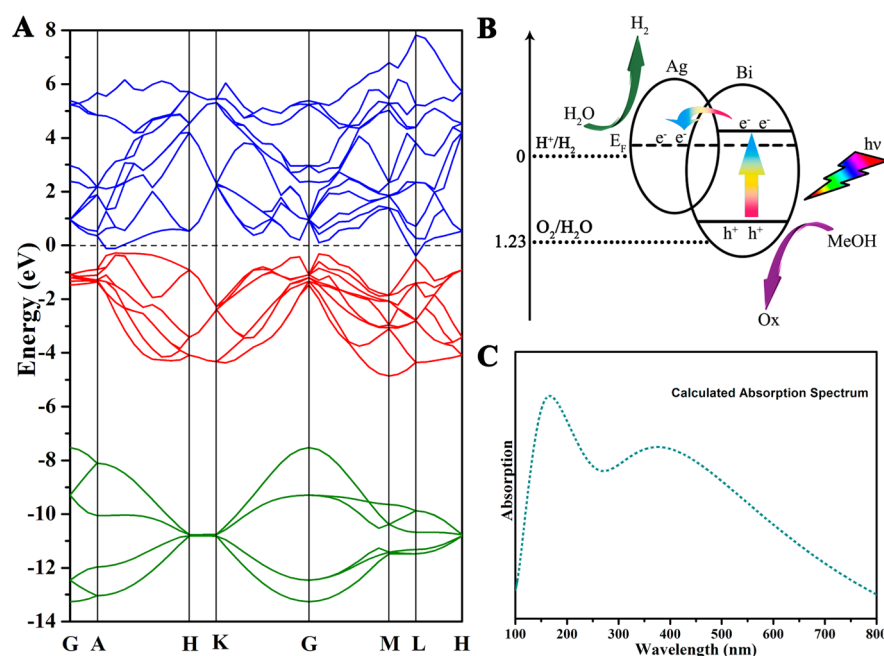 A
8
6
4
2
0
-2
-4
-6
-8
-10
-12
-14
Energy (eV)
G A H K G M L H
B
H₂
Ag
Bi
H₂O
H⁺/H₂
E_F
e⁻ e⁻
e⁻ e⁻
0
hν
O₂/H₂O
1.23
h⁺ h⁺
MeOH
Ox
C
Calculated Absorption Spectrum
Absorption
100 200 300 400 500 600 700 800
Wavelength (nm)